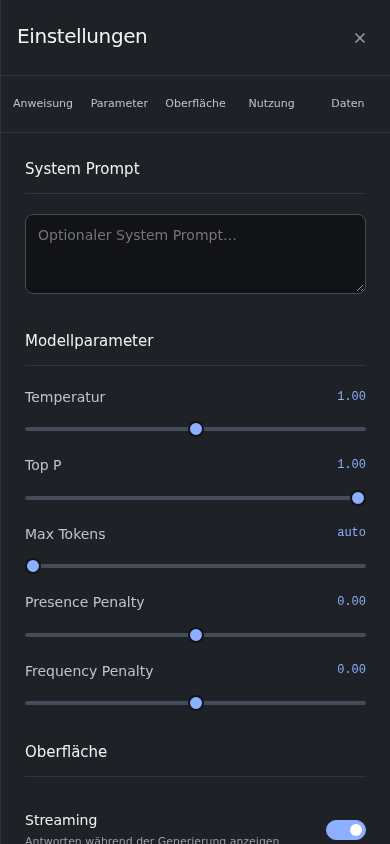 Einstellungen
×
Anweisung Parameter Oberfläche Nutzung Daten
System Prompt
Optionaler System Prompt...
Modellparameter
Temperatur 1.00
Top P 1.00
Max Tokens auto
Presence Penalty 0.00
Frequency Penalty 0.00
Oberfläche
Streaming
Antworten während der Generierung anzeigen